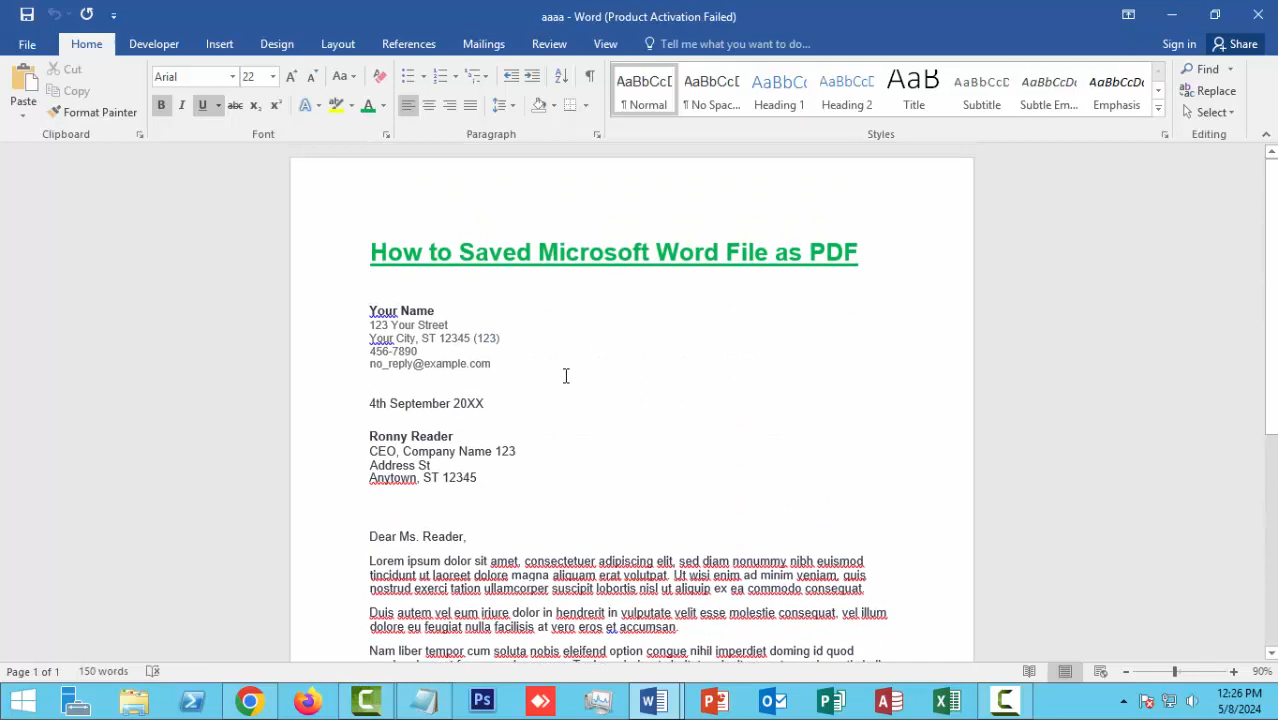 aaaa - Word (Product Activation Failed)
File Home Developer Insert Design Layout References Mailings Review View Tell me what you want to do... Sign in Share
Paste
Cut
Copy
Format Painter
Clipboard
Arial 22
Font
Paragraph
AaBbCcD AaBbCcD AaBbCc AaBbCcD AaB AaBbCcD AaBbCcDc AaBbCcDc
¶ Normal ¶ No Spac... Heading 1 Heading 2 Title Subtitle Subtle Em... Emphasis
Styles
Find
Replace
Select
Editing
How to Saved Microsoft Word File as PDF
Your Name
123 Your Street
Your City, ST 12345 (123)
456-7890
no_reply@example.com
4th September 20XX
Ronny Reader
CEO, Company Name 123
Address St
Anytown, ST 12345
Dear Ms. Reader,
Lorem ipsum dolor sit amet, consectetuer adipiscing elit, sed diam nonummy nibh euismod
tincidunt ut laoreet dolore magna aliquam erat volutpat. Ut wisi enim ad minim veniam, quis
nostrud exerci tation ullamcorper suscipit lobortis nisl ut aliquip ex ea commodo consequat.
Duis autem vel eum iriure dolor in hendrerit in vulputate velit esse molestie consequat, vel illum
dolore eu feugiat nulla facilisis at vero eros et accumsan.
Nam liber tempor cum soluta nobis eleifend option congue nihil imperdiet doming id quod
Page 1 of 1 150 words 90%
12:26 PM
5/8/2024